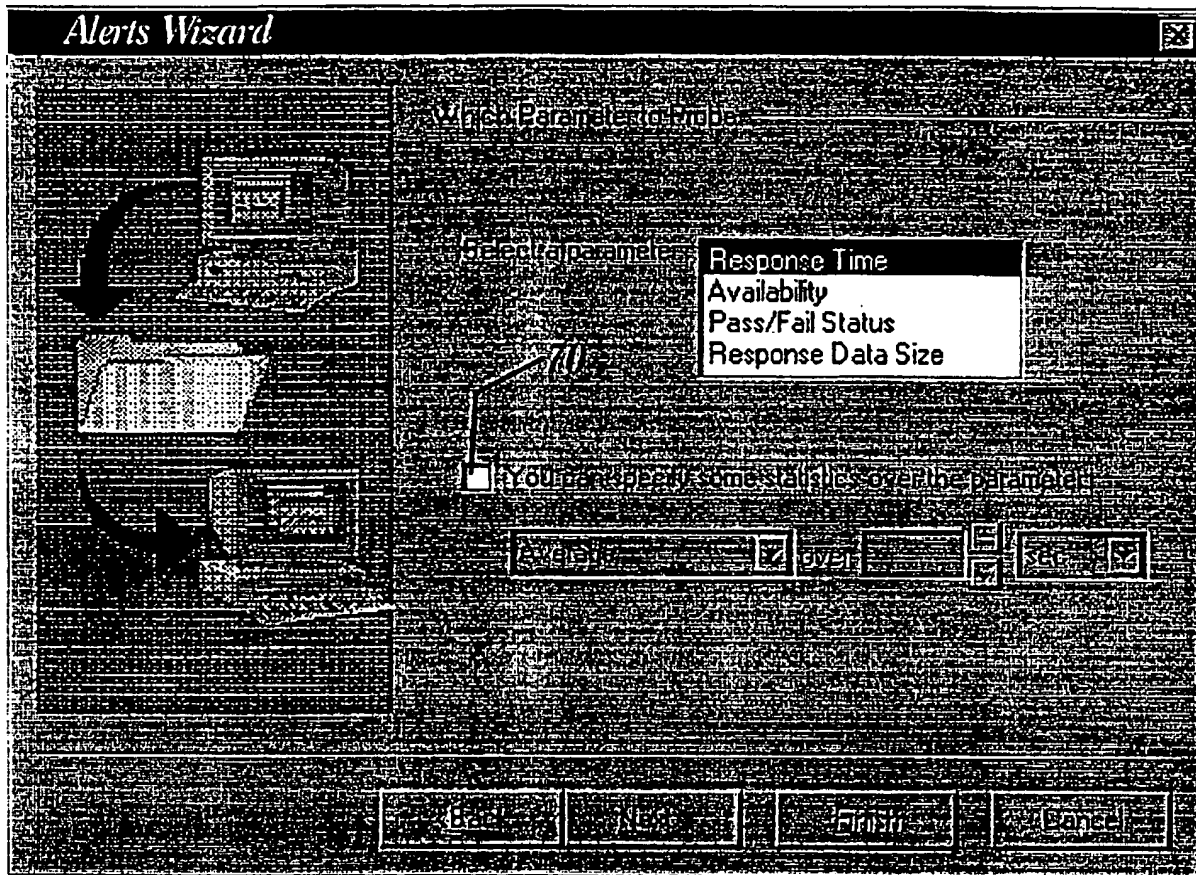 Alerts Wizard
Which Parameter to Probe
Select a parameter
Response Time
Availability
Pass/Fail Status
Response Data Size
70
You can specify some statistics over the parameter:
Average over sec
Back Next Finish Cancel